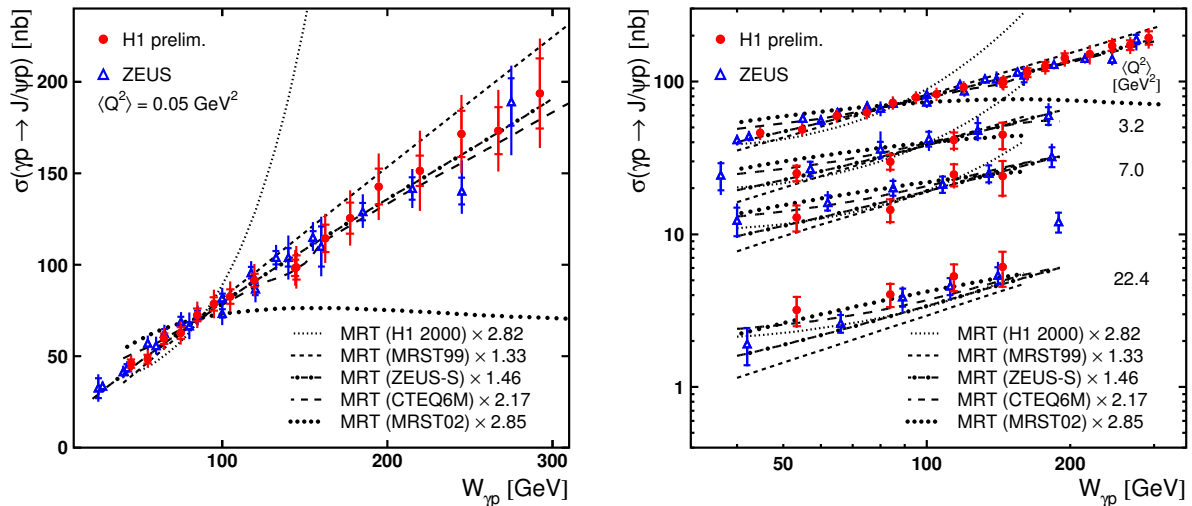 σ(γp → J/ψp) [nb]
200
150
100
50
0
H1 prelim.
ZEUS
⟨Q²⟩ = 0.05 GeV²
MRT (H1 2000) × 2.82
MRT (MRST99) × 1.33
MRT (ZEUS-S) × 1.46
MRT (CTEQ6M) × 2.17
MRT (MRST02) × 2.85
100
200
300
W_γp [GeV]
σ(γp → J/ψp) [nb]
100
10
1
H1 prelim.
ZEUS
⟨Q²⟩
[GeV²]
3.2
7.0
22.4
MRT (H1 2000) × 2.82
MRT (MRST99) × 1.33
MRT (ZEUS-S) × 1.46
MRT (CTEQ6M) × 2.17
MRT (MRST02) × 2.85
50
100
200
W_γp [GeV]